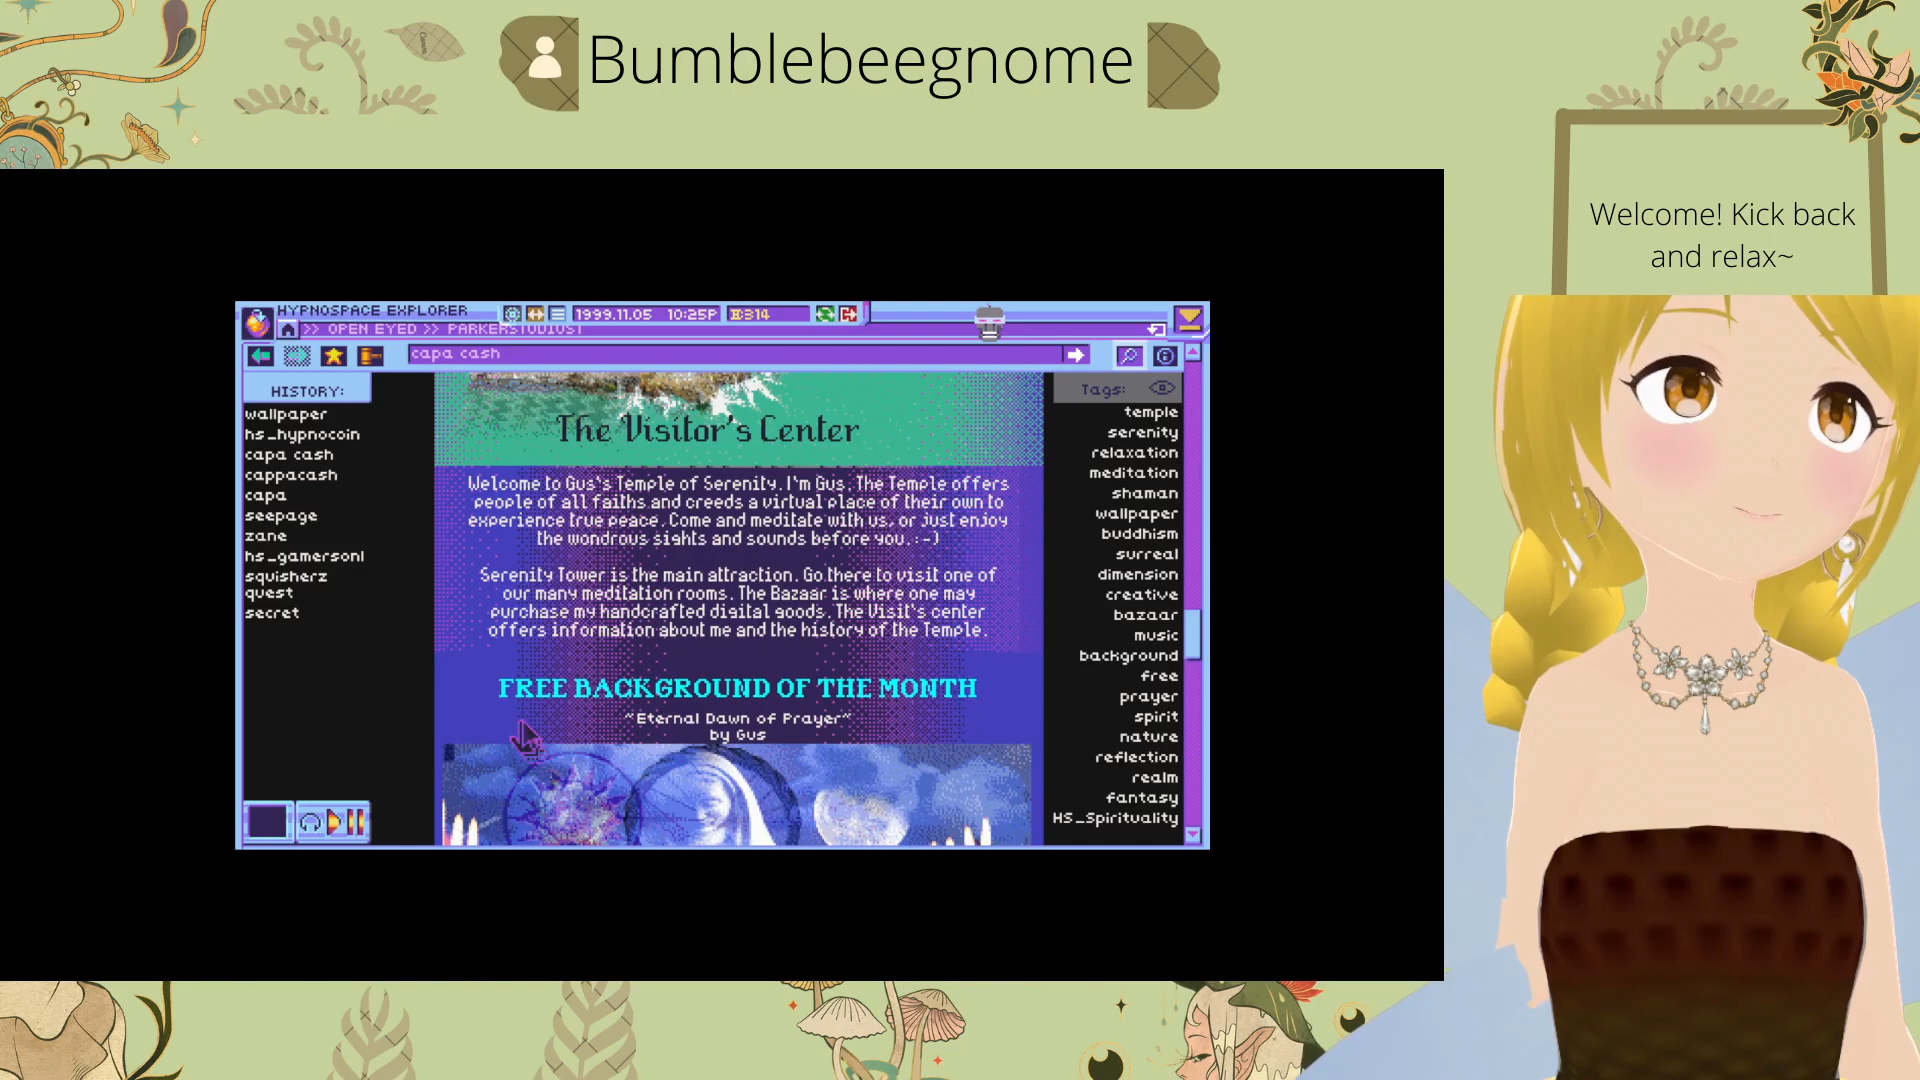 Bumblebeegnome
Welcome! Kick back
and relax~
HYPNOSPACE EXPLORER
1999.11.05 10:25P
314
>> OPEN EYED >> PARKERSTUDIOS1
capa cash
HISTORY:
wallpaper
hs_hypnocoin
capa cash
cappacash
capa
seepage
zane
hs_gamersonl
squisherz
quest
secret
The Visitor's Center
Welcome to Gus's Temple of Serenity. I'm Gus. The Temple offers
people of all faiths and creeds a virtual place of their own to
experience true peace. Come and meditate with us, or just enjoy
the wondrous sights and sounds before you. :-)
Serenity Tower is the main attraction. Go there to visit one of
our many meditation rooms. The Bazaar is where one may
purchase my handcrafted digital goods. The Visit's center
offers information about me and the history of the Temple.
FREE BACKGROUND OF THE MONTH
~Eternal Dawn of Prayer~
by Gus
Tags:
temple
serenity
relaxation
meditation
shaman
wallpaper
buddhism
surreal
dimension
creative
bazaar
music
background
free
prayer
spirit
nature
reflection
realm
fantasy
HS_Spirituality